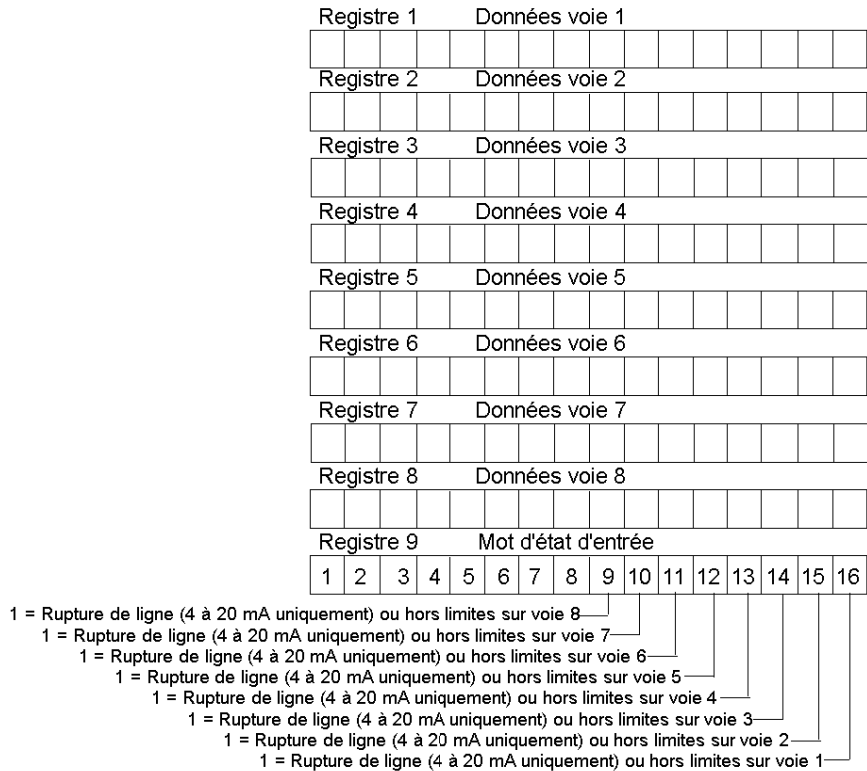 Registre 1 Données voie 1
Registre 2 Données voie 2
Registre 3 Données voie 3
Registre 4 Données voie 4
Registre 5 Données voie 5
Registre 6 Données voie 6
Registre 7 Données voie 7
Registre 8 Données voie 8
Registre 9 Mot d'état d'entrée
1 2 3 4 5 6 7 8 9 10 11 12 13 14 15 16
1 = Rupture de ligne (4 à 20 mA uniquement) ou hors limites sur voie 8
1 = Rupture de ligne (4 à 20 mA uniquement) ou hors limites sur voie 7
1 = Rupture de ligne (4 à 20 mA uniquement) ou hors limites sur voie 6
1 = Rupture de ligne (4 à 20 mA uniquement) ou hors limites sur voie 5
1 = Rupture de ligne (4 à 20 mA uniquement) ou hors limites sur voie 4
1 = Rupture de ligne (4 à 20 mA uniquement) ou hors limites sur voie 3
1 = Rupture de ligne (4 à 20 mA uniquement) ou hors limites sur voie 2
1 = Rupture de ligne (4 à 20 mA uniquement) ou hors limites sur voie 1